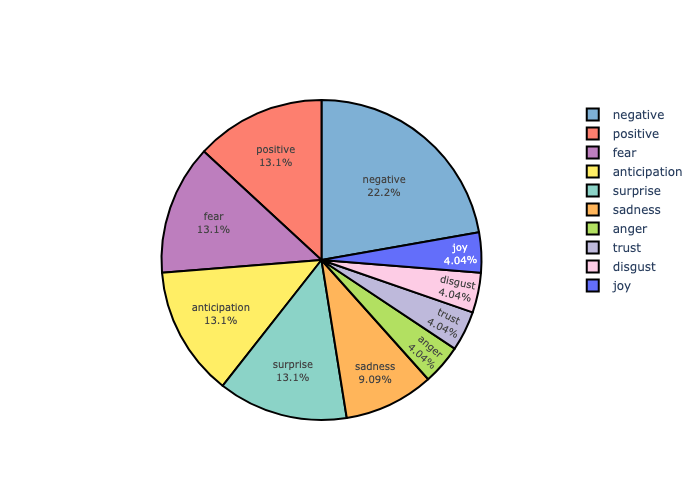 negative
22.2%
positive
13.1%
fear
13.1%
anticipation
13.1%
surprise
13.1%
sadness
9.09%
anger
4.04%
trust
4.04%
disgust
4.04%
joy
4.04%
negative
positive
fear
anticipation
surprise
sadness
anger
trust
disgust
joy